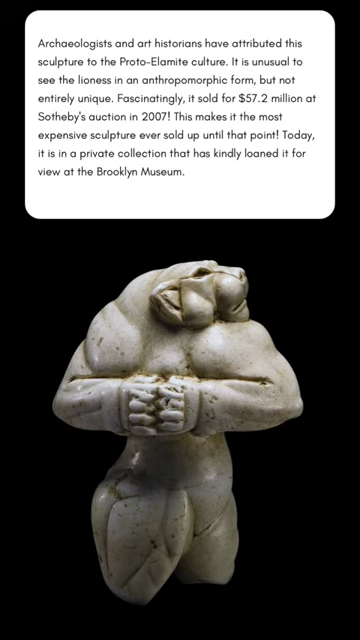 Archaeologists and art historians have attributed this
sculpture to the Proto-Elamite culture. It is unusual to
see the lioness in an anthropomorphic form, but not
entirely unique. Fascinatingly, it sold for $57.2 million at
Sotheby's auction in 2007! This makes it the most
expensive sculpture ever sold up until that point! Today,
it is in a private collection that has kindly loaned it for
view at the Brooklyn Museum.